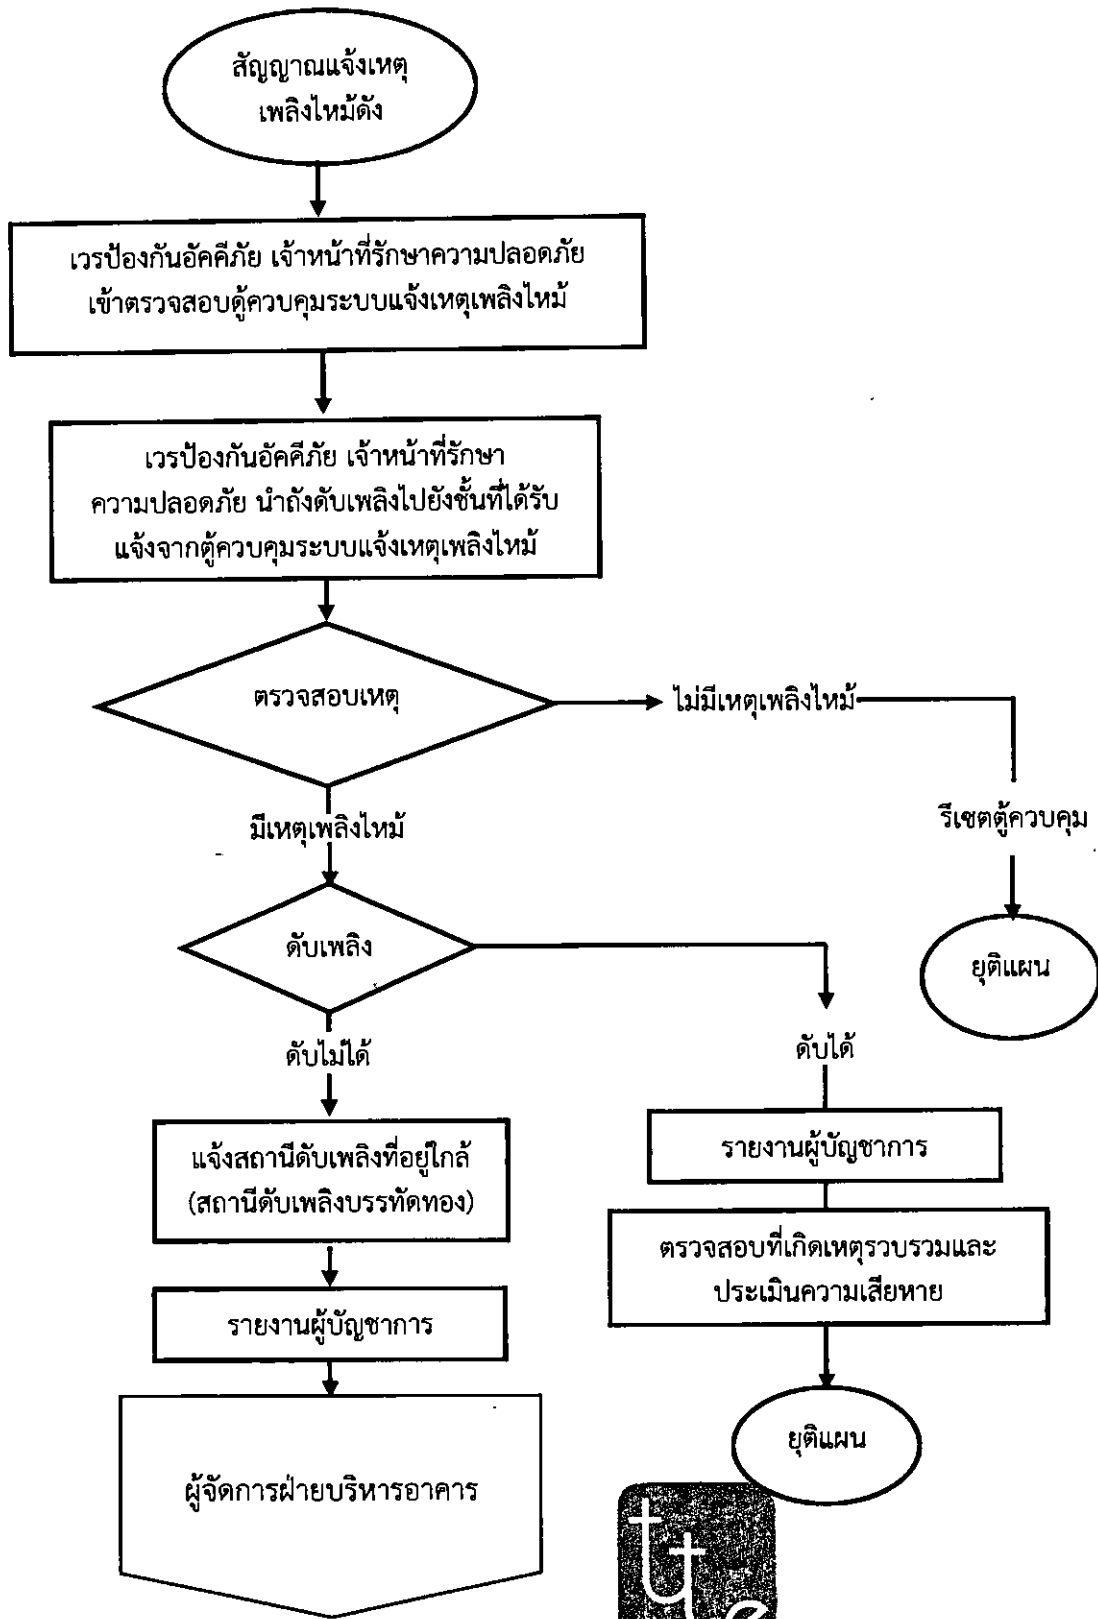 สัญญาณแจ้งเหตุ
เพลิงไหม้ดัง
เวรป้องกันอัคคีภัย เจ้าหน้าที่รักษาความปลอดภัย
เข้าตรวจสอบตู้ควบคุมระบบแจ้งเหตุเพลิงไหม้
เวรป้องกันอัคคีภัย เจ้าหน้าที่รักษา
ความปลอดภัย นำถังดับเพลิงไปยังชั้นที่ได้รับ
แจ้งจากตู้ควบคุมระบบแจ้งเหตุเพลิงไหม้
ตรวจสอบเหตุ
ไม่มีเหตุเพลิงไหม้
มีเหตุเพลิงไหม้
รีเซตตู้ควบคุม
ยุติแผน
ดับเพลิง
ดับไม่ได้
ดับได้
แจ้งสถานีดับเพลิงที่อยู่ใกล้
(สถานีดับเพลิงบรรทัดทอง)
รายงานผู้บัญชาการ
รายงานผู้บัญชาการ
ตรวจสอบที่เกิดเหตุรวบรวมและ
ประเมินความเสียหาย
ยุติแผน
ผู้จัดการฝ่ายบริหารอาคาร
tte